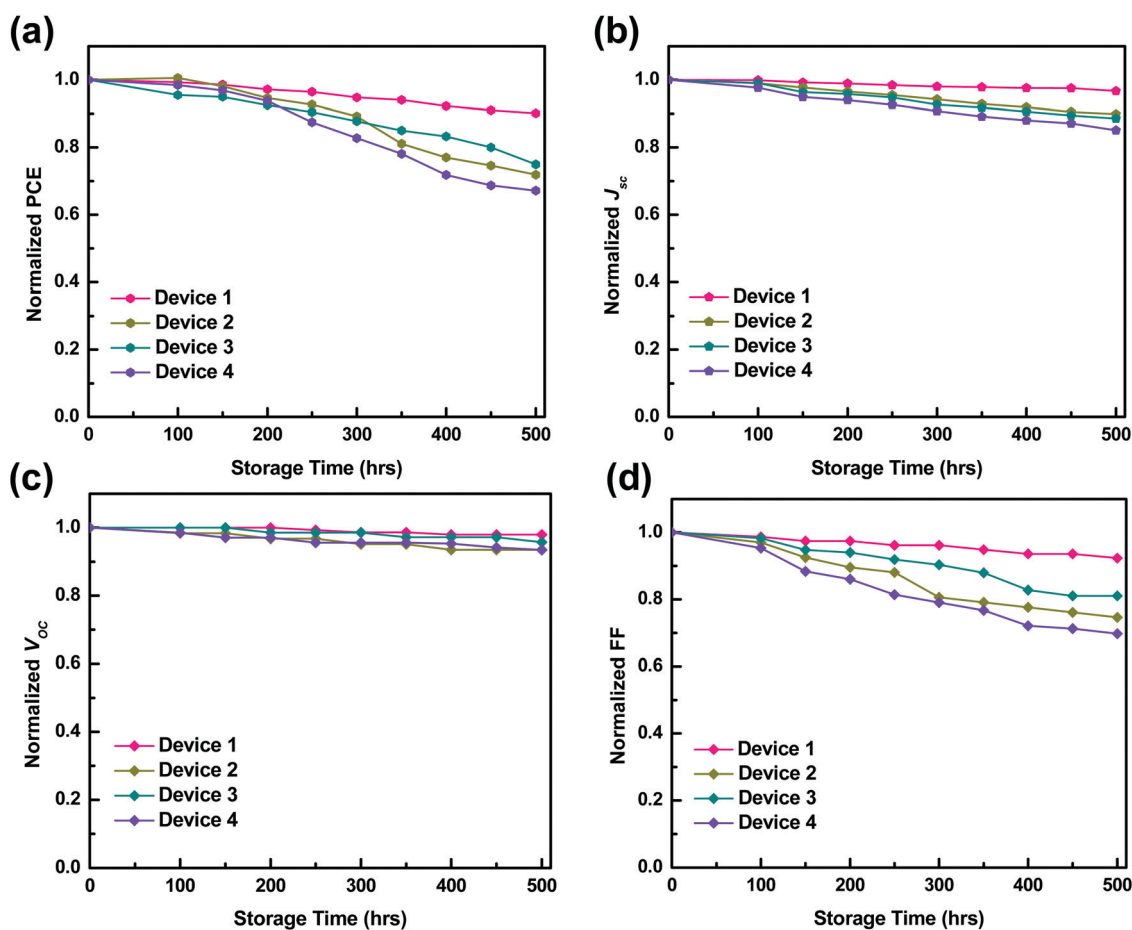 (a)
Normalized PCE
1.0
0.8
0.6
0.4
0.2
0.0
Device 1
Device 2
Device 3
Device 4
0 100 200 300 400 500
Storage Time (hrs)
(b)
Normalized Jsc
1.0
0.8
0.6
0.4
0.2
0.0
Device 1
Device 2
Device 3
Device 4
0 100 200 300 400 500
Storage Time (hrs)
(c)
Normalized VOC
1.0
0.8
0.6
0.4
0.2
0.0
Device 1
Device 2
Device 3
Device 4
0 100 200 300 400 500
Storage Time (hrs)
(d)
Normalized FF
1.0
0.8
0.6
0.4
0.2
0.0
Device 1
Device 2
Device 3
Device 4
0 100 200 300 400 500
Storage Time (hrs)